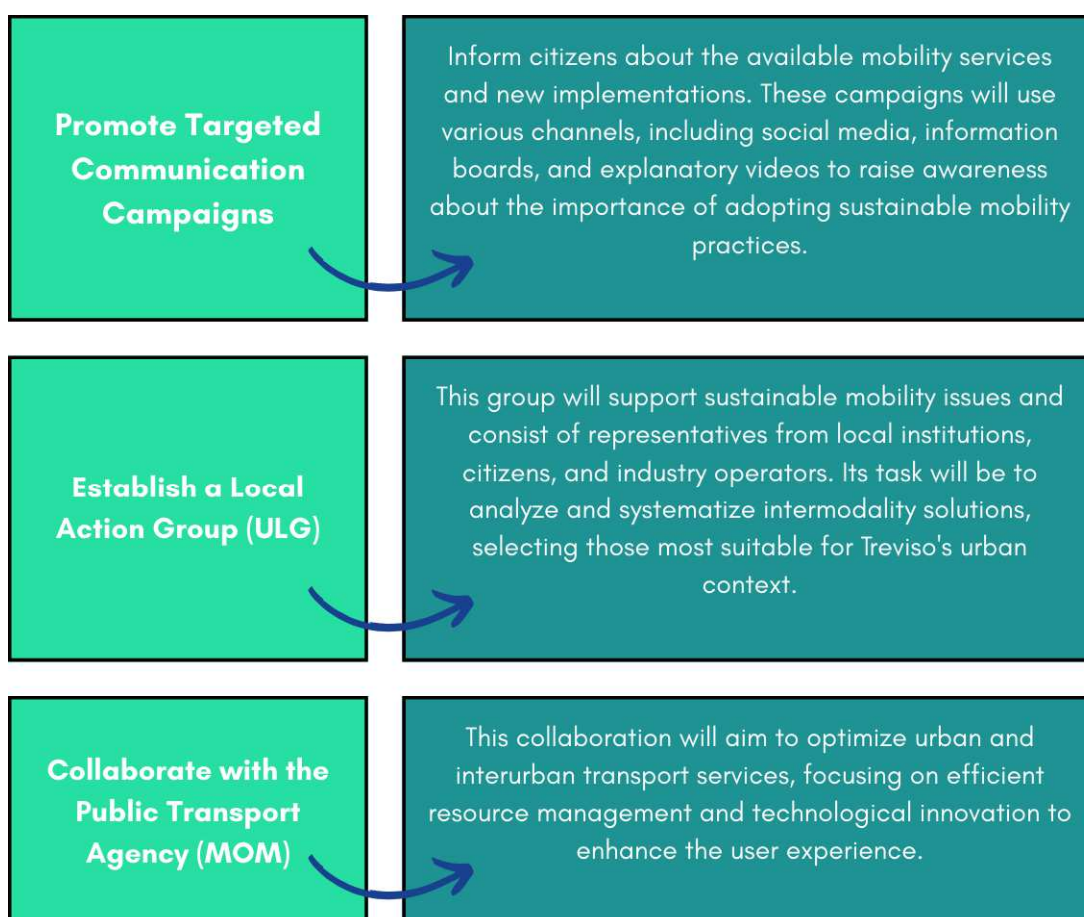 Promote Targeted
Communication
Campaigns
Inform citizens about the available mobility services
and new implementations. These campaigns will use
various channels, including social media, information
boards, and explanatory videos to raise awareness
about the importance of adopting sustainable mobility
practices.
Establish a Local
Action Group (ULG)
This group will support sustainable mobility issues and
consist of representatives from local institutions,
citizens, and industry operators. Its task will be to
analyze and systematize intermodality solutions,
selecting those most suitable for Treviso's urban
context.
Collaborate with the
Public Transport
Agency (MOM)
This collaboration will aim to optimize urban and
interurban transport services, focusing on efficient
resource management and technological innovation to
enhance the user experience.